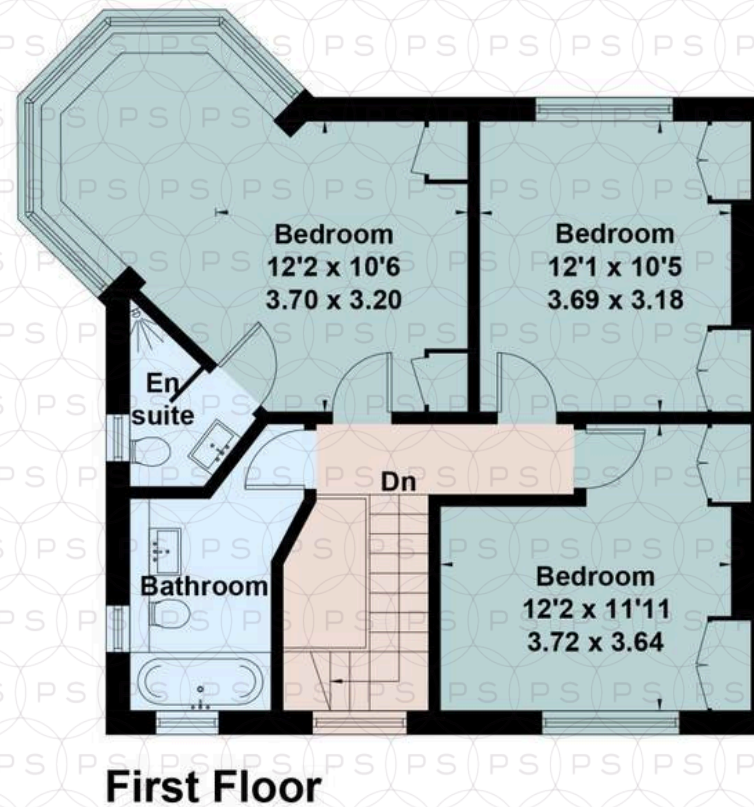 Bedroom
12'2 x 10'6
3.70 x 3.20
Bedroom
12'1 x 10'5
3.69 x 3.18
En
suite
Dn
Bathroom
Bedroom
12'2 x 11'11
3.72 x 3.64
First Floor
PS